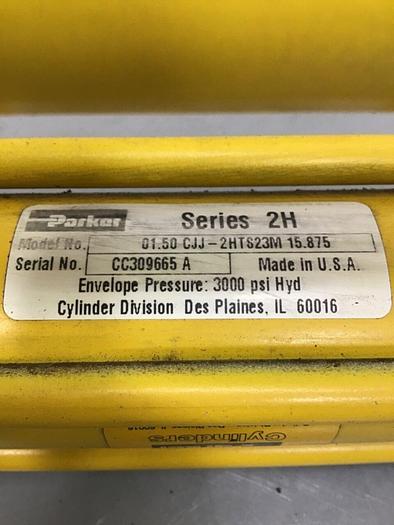 Parker Series 2H
Model No. 01.50 CJJ-2HTS23M 15.875
Serial No. CC309665 A Made in U.S.A.
Envelope Pressure: 3000 psi Hyd
Cylinder Division Des Plaines, IL 60016
Cylinders